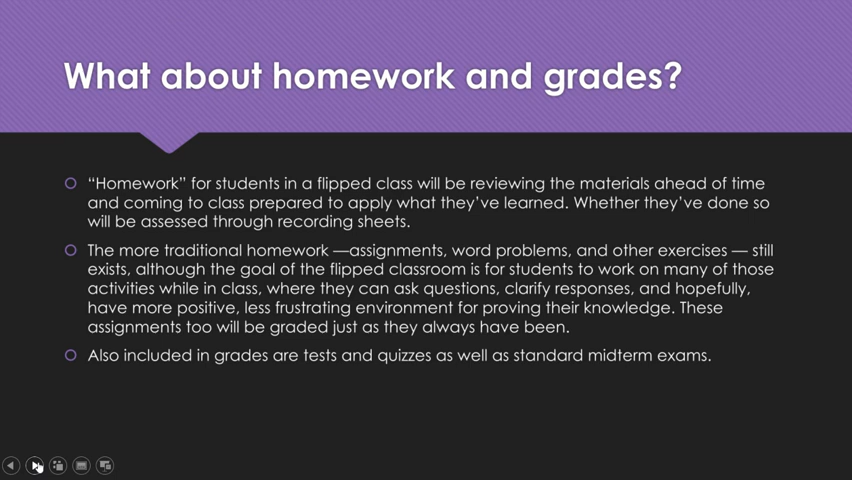 What about homework and grades?
“Homework” for students in a flipped class will be reviewing the materials ahead of time
and coming to class prepared to apply what they’ve learned. Whether they’ve done so
will be assessed through recording sheets.
The more traditional homework —assignments, word problems, and other exercises — still
exists, although the goal of the flipped classroom is for students to work on many of those
activities while in class, where they can ask questions, clarify responses, and hopefully,
have more positive, less frustrating environment for proving their knowledge. These
assignments too will be graded just as they always have been.
Also included in grades are tests and quizzes as well as standard midterm exams.